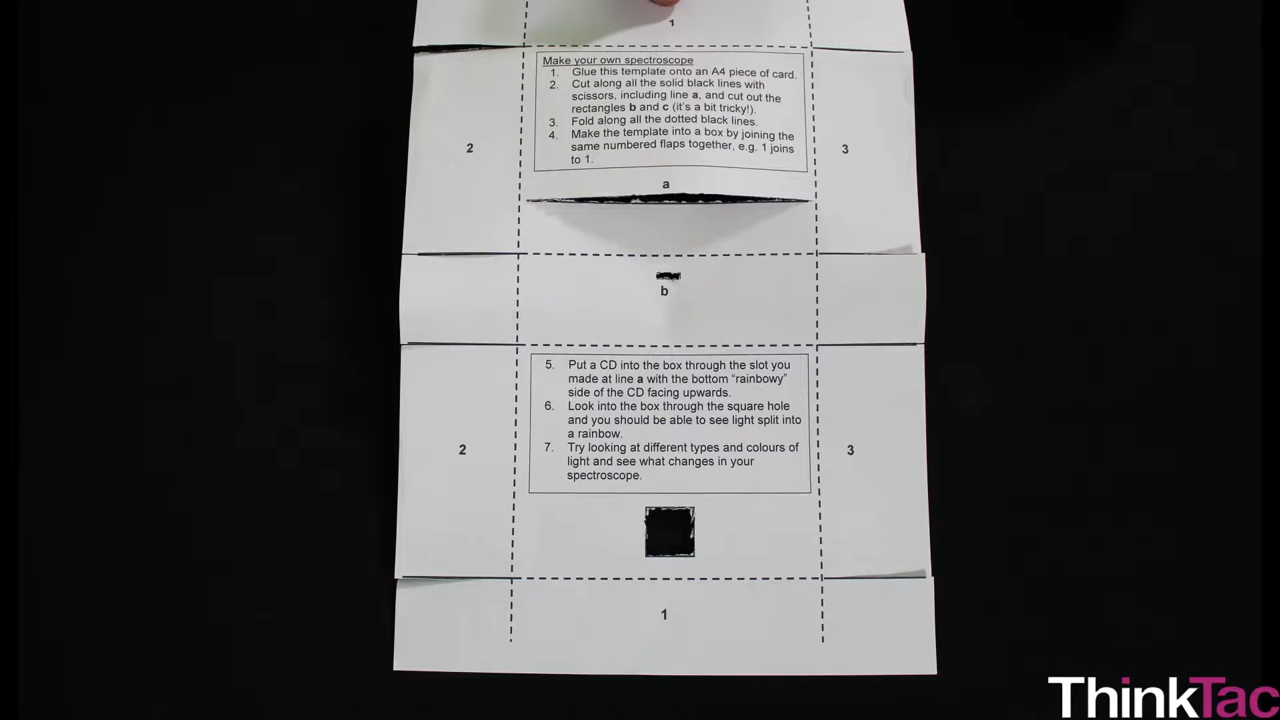 1
Make your own spectroscope
1. Glue this template onto an A4 piece of card.
2. Cut along all the solid black lines with
scissors, including line a, and cut out the
rectangles b and c (it's a bit tricky!).
3. Fold along all the dotted black lines.
4. Make the template into a box by joining the
same numbered flaps together, e.g. 1 joins
to 1.
2
3
a
b
5. Put a CD into the box through the slot you
made at line a with the bottom “rainbowy”
side of the CD facing upwards.
6. Look into the box through the square hole
and you should be able to see light split into
a rainbow.
7. Try looking at different types and colours of
light and see what changes in your
spectroscope.
2
3
1
ThinkTac